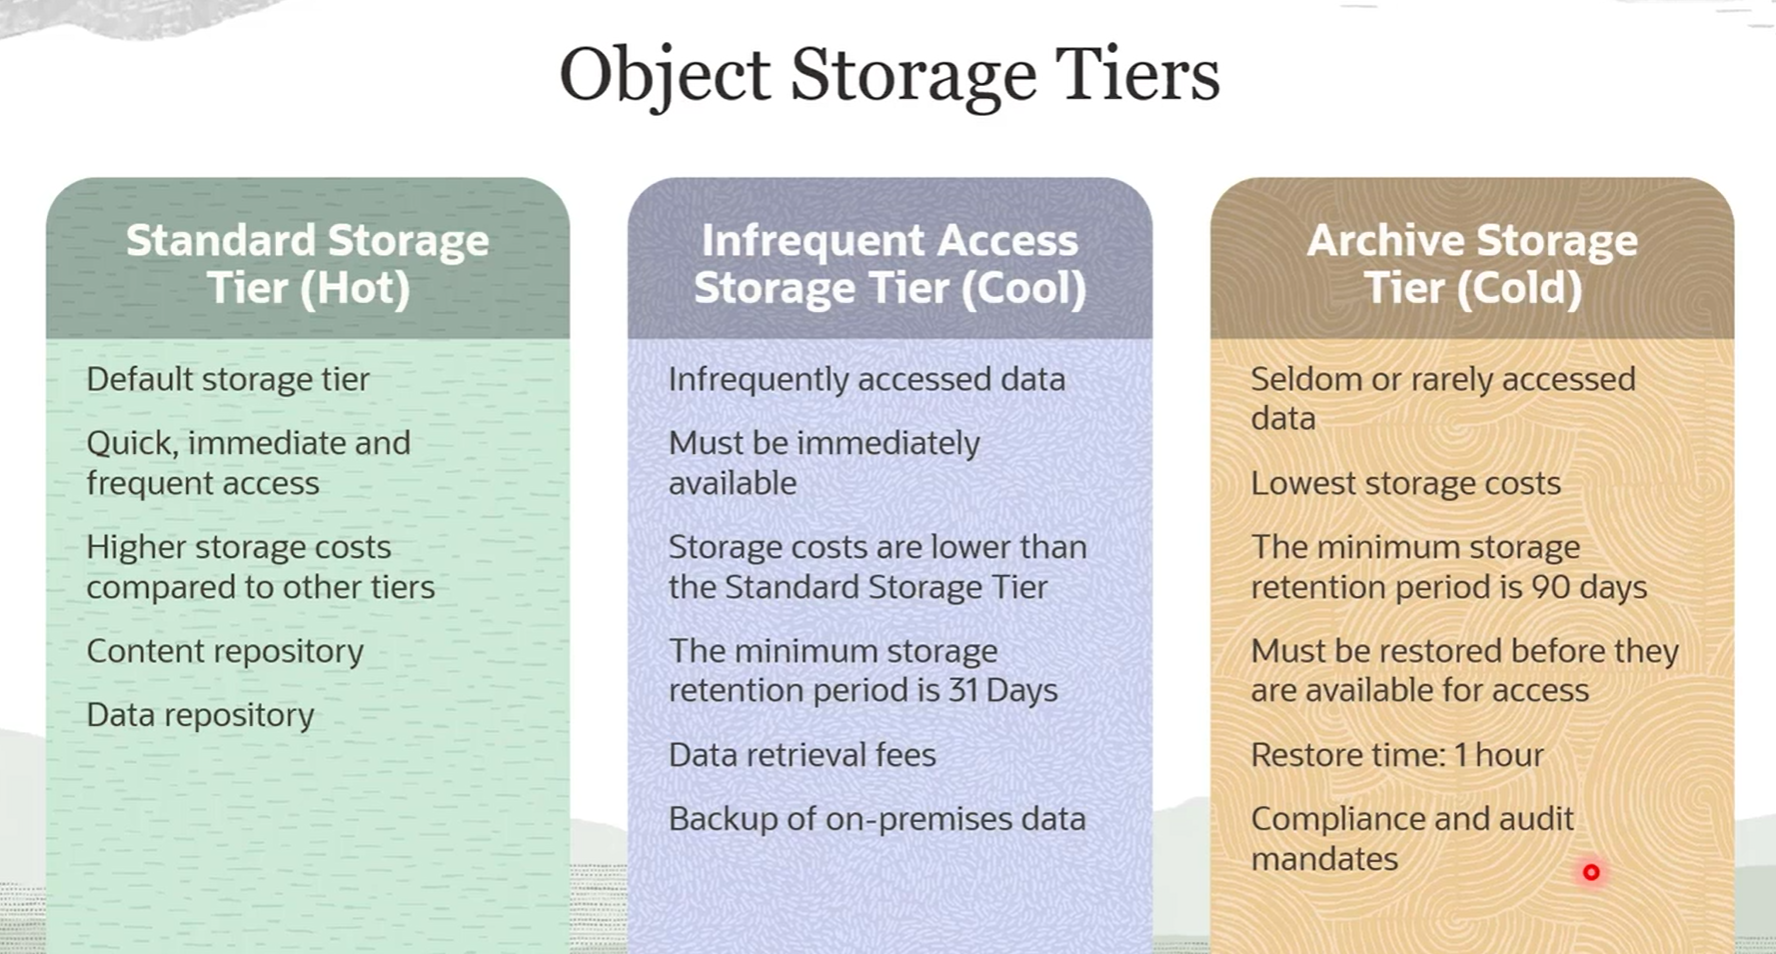 Object Storage Tiers
Standard Storage
Tier (Hot)
Default storage tier
Quick, immediate and
frequent access
Higher storage costs
compared to other tiers
Content repository
Data repository
Infrequent Access
Storage Tier (Cool)
Infrequently accessed data
Must be immediately
available
Storage costs are lower than
the Standard Storage Tier
The minimum storage
retention period is 31 Days
Data retrieval fees
Backup of on-premises data
Archive Storage
Tier (Cold)
Seldom or rarely accessed
data
Lowest storage costs
The minimum storage
retention period is 90 days
Must be restored before they
are available for access
Restore time: 1 hour
Compliance and audit
mandates